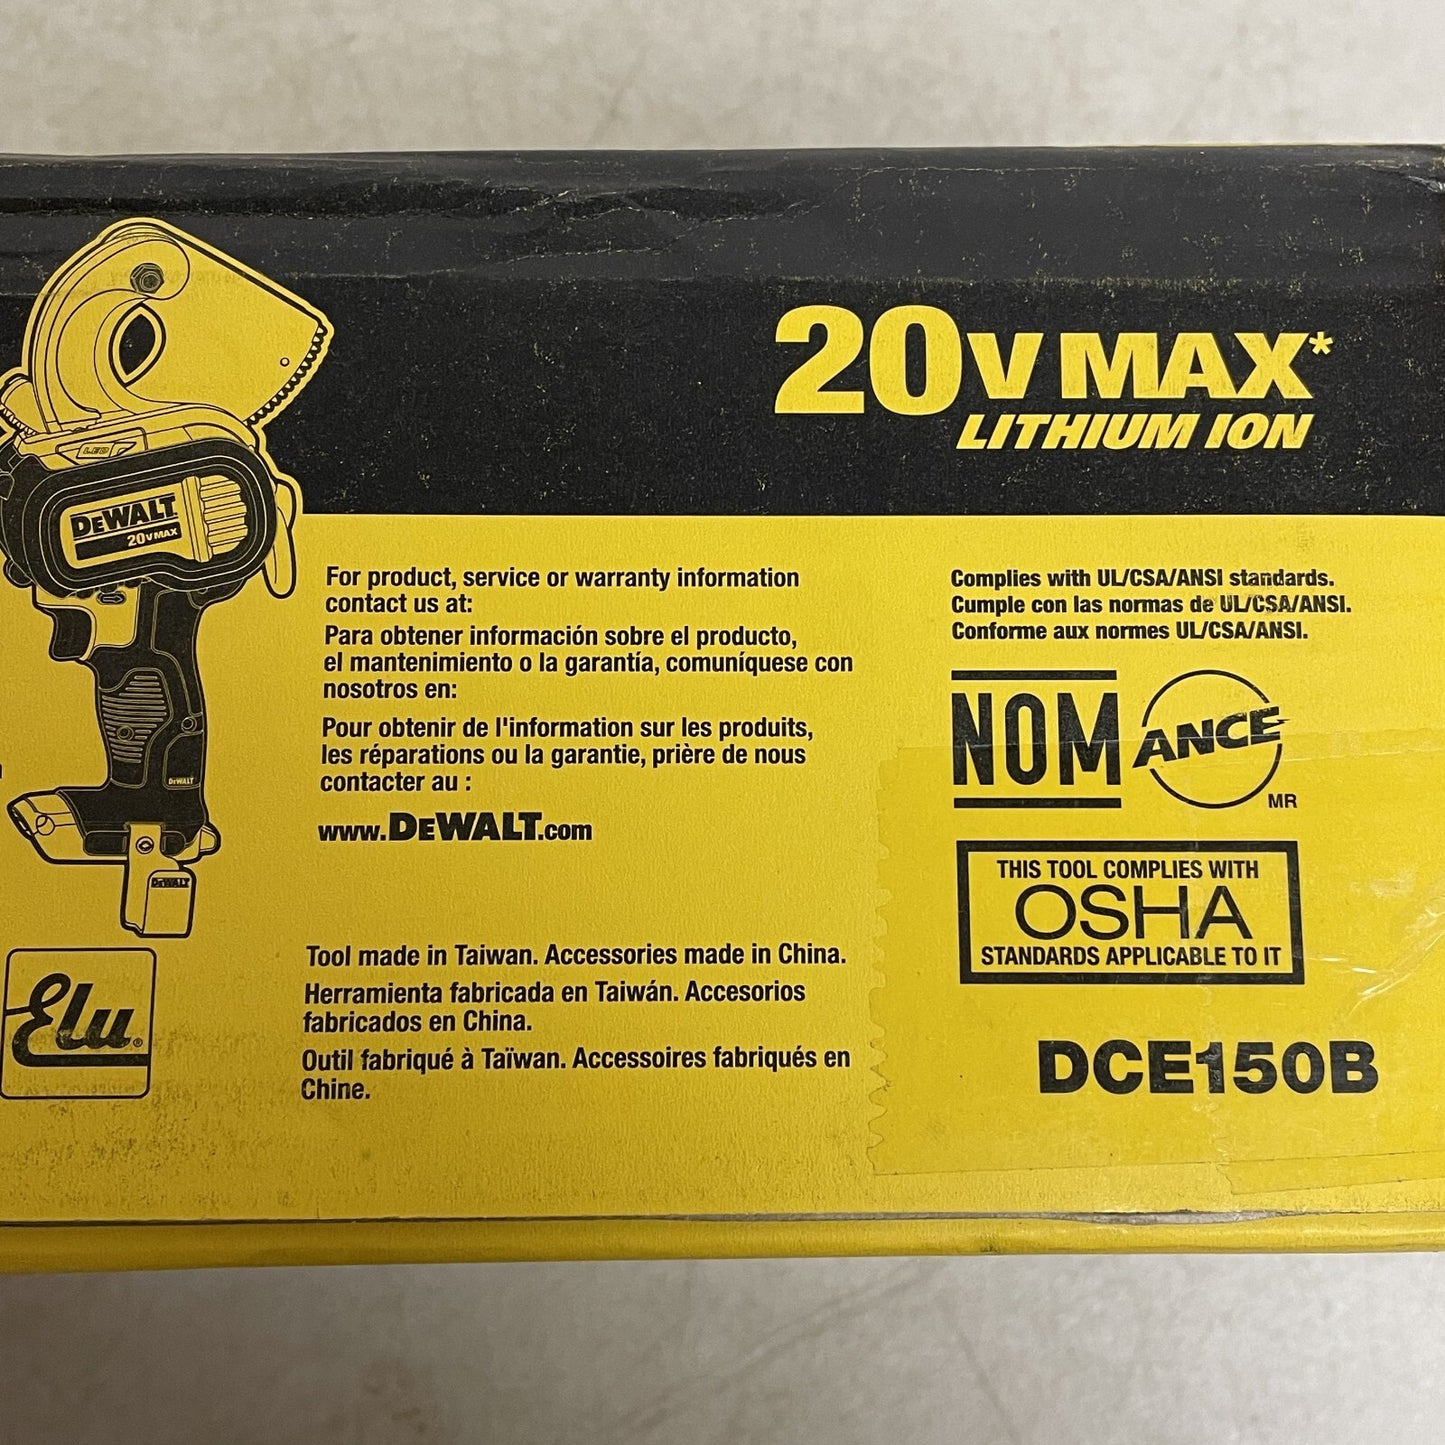 20V MAX*
LITHIUM ION
LED
DEWALT
20V MAX
DEWALT
DEWALT
Elu®
For product, service or warranty information
contact us at:
Para obtener información sobre el producto,
el mantenimiento o la garantía, comuníquese con
nosotros en:
Pour obtenir de l'information sur les produits,
les réparations ou la garantie, prière de nous
contacter au :
www.DEWALT.com
Tool made in Taiwan. Accessories made in China.
Herramienta fabricada en Taiwán. Accesorios
fabricados en China.
Outil fabriqué à Taïwan. Accessoires fabriqués en
Chine.
Complies with UL/CSA/ANSI standards.
Cumple con las normas de UL/CSA/ANSI.
Conforme aux normes UL/CSA/ANSI.
NOM
ANCE
MR
THIS TOOL COMPLIES WITH
OSHA
STANDARDS APPLICABLE TO IT
DCE150B